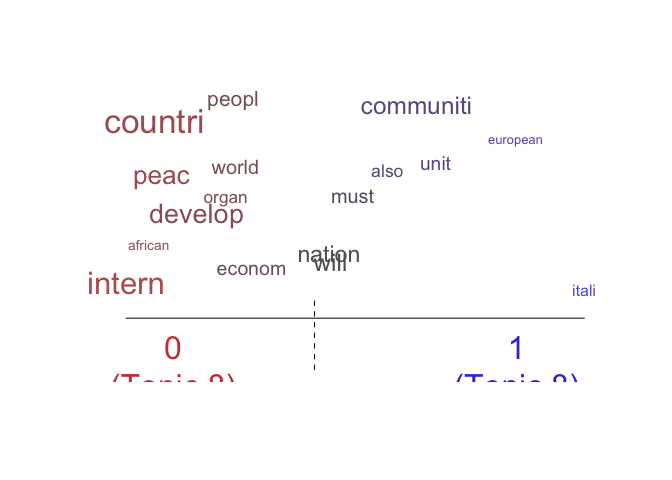 peopl
communiti
countri
european
unit
world
also
peac
must
organ
develop
african
nation
will
econom
intern
itali
0 1
(Topic 8) (Topic 8)